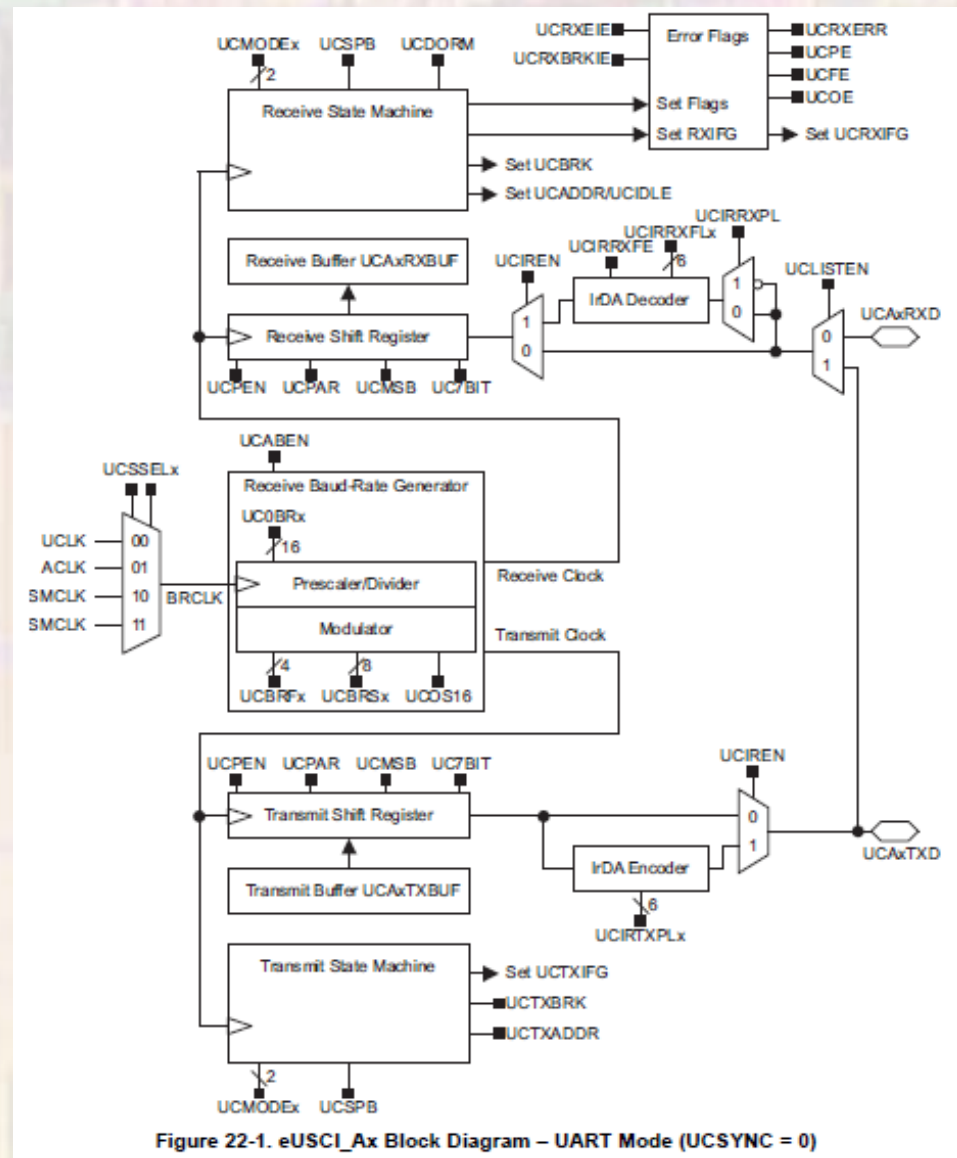 UCMODEx UCSPB UCDORM
2
Receive State Machine
UCRXEIE
UCRXBRKIE
Error Flags
Set Flags
Set RXIFG
UCRXERR
UCPE
UCFE
UCOE
Set UCRXIFG
Set UCBRK
Set UCADDR/UCIDLE
Receive Buffer UCAxRXBUF
Receive Shift Register
UCPEN UCPAR UCMSB UC7BIT
UCIREN
1
0
UCIRRXFE
UCIRRXFLx
6
IrDA Decoder
UCIRRXPL
1
0
UCLISTEN
0
1
UCAxRXD
UCABEN
Receive Baud-Rate Generator
UC0BRx
16
Prescaler/Divider
Modulator
4
8
UCBRFx UCBRSx UCOS16
UCSSELx
UCLK 00
ACLK 01
SMCLK 10
SMCLK 11
BRCLK
Receive Clock
Transmit Clock
UCPEN UCPAR UCMSB UC7BIT
Transmit Shift Register
Transmit Buffer UCAxTXBUF
UCIREN
0
1
IrDA Encoder
6
UCIRTXPLx
UCAxTXD
Transmit State Machine
Set UCTXIFG
UCTXBRK
UCTXADDR
2
UCMODEx UCSPB
Figure 22-1. eUSCI_Ax Block Diagram – UART Mode (UCSYNC = 0)